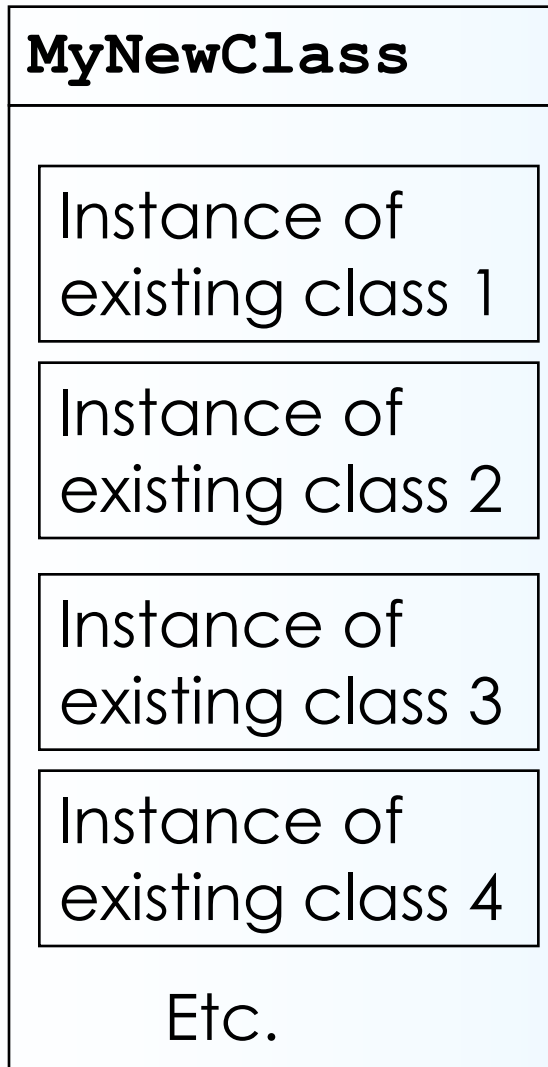 MyNewClass
Instance of
existing class 1
Instance of
existing class 2
Instance of
existing class 3
Instance of
existing class 4
Etc.